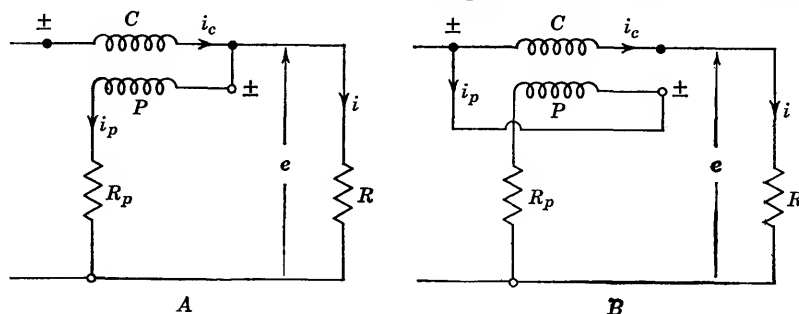 ± C i_c
± C i_c
P ±
P ±
i_p i
i_p i
R_p e R
R_p e R
A
B